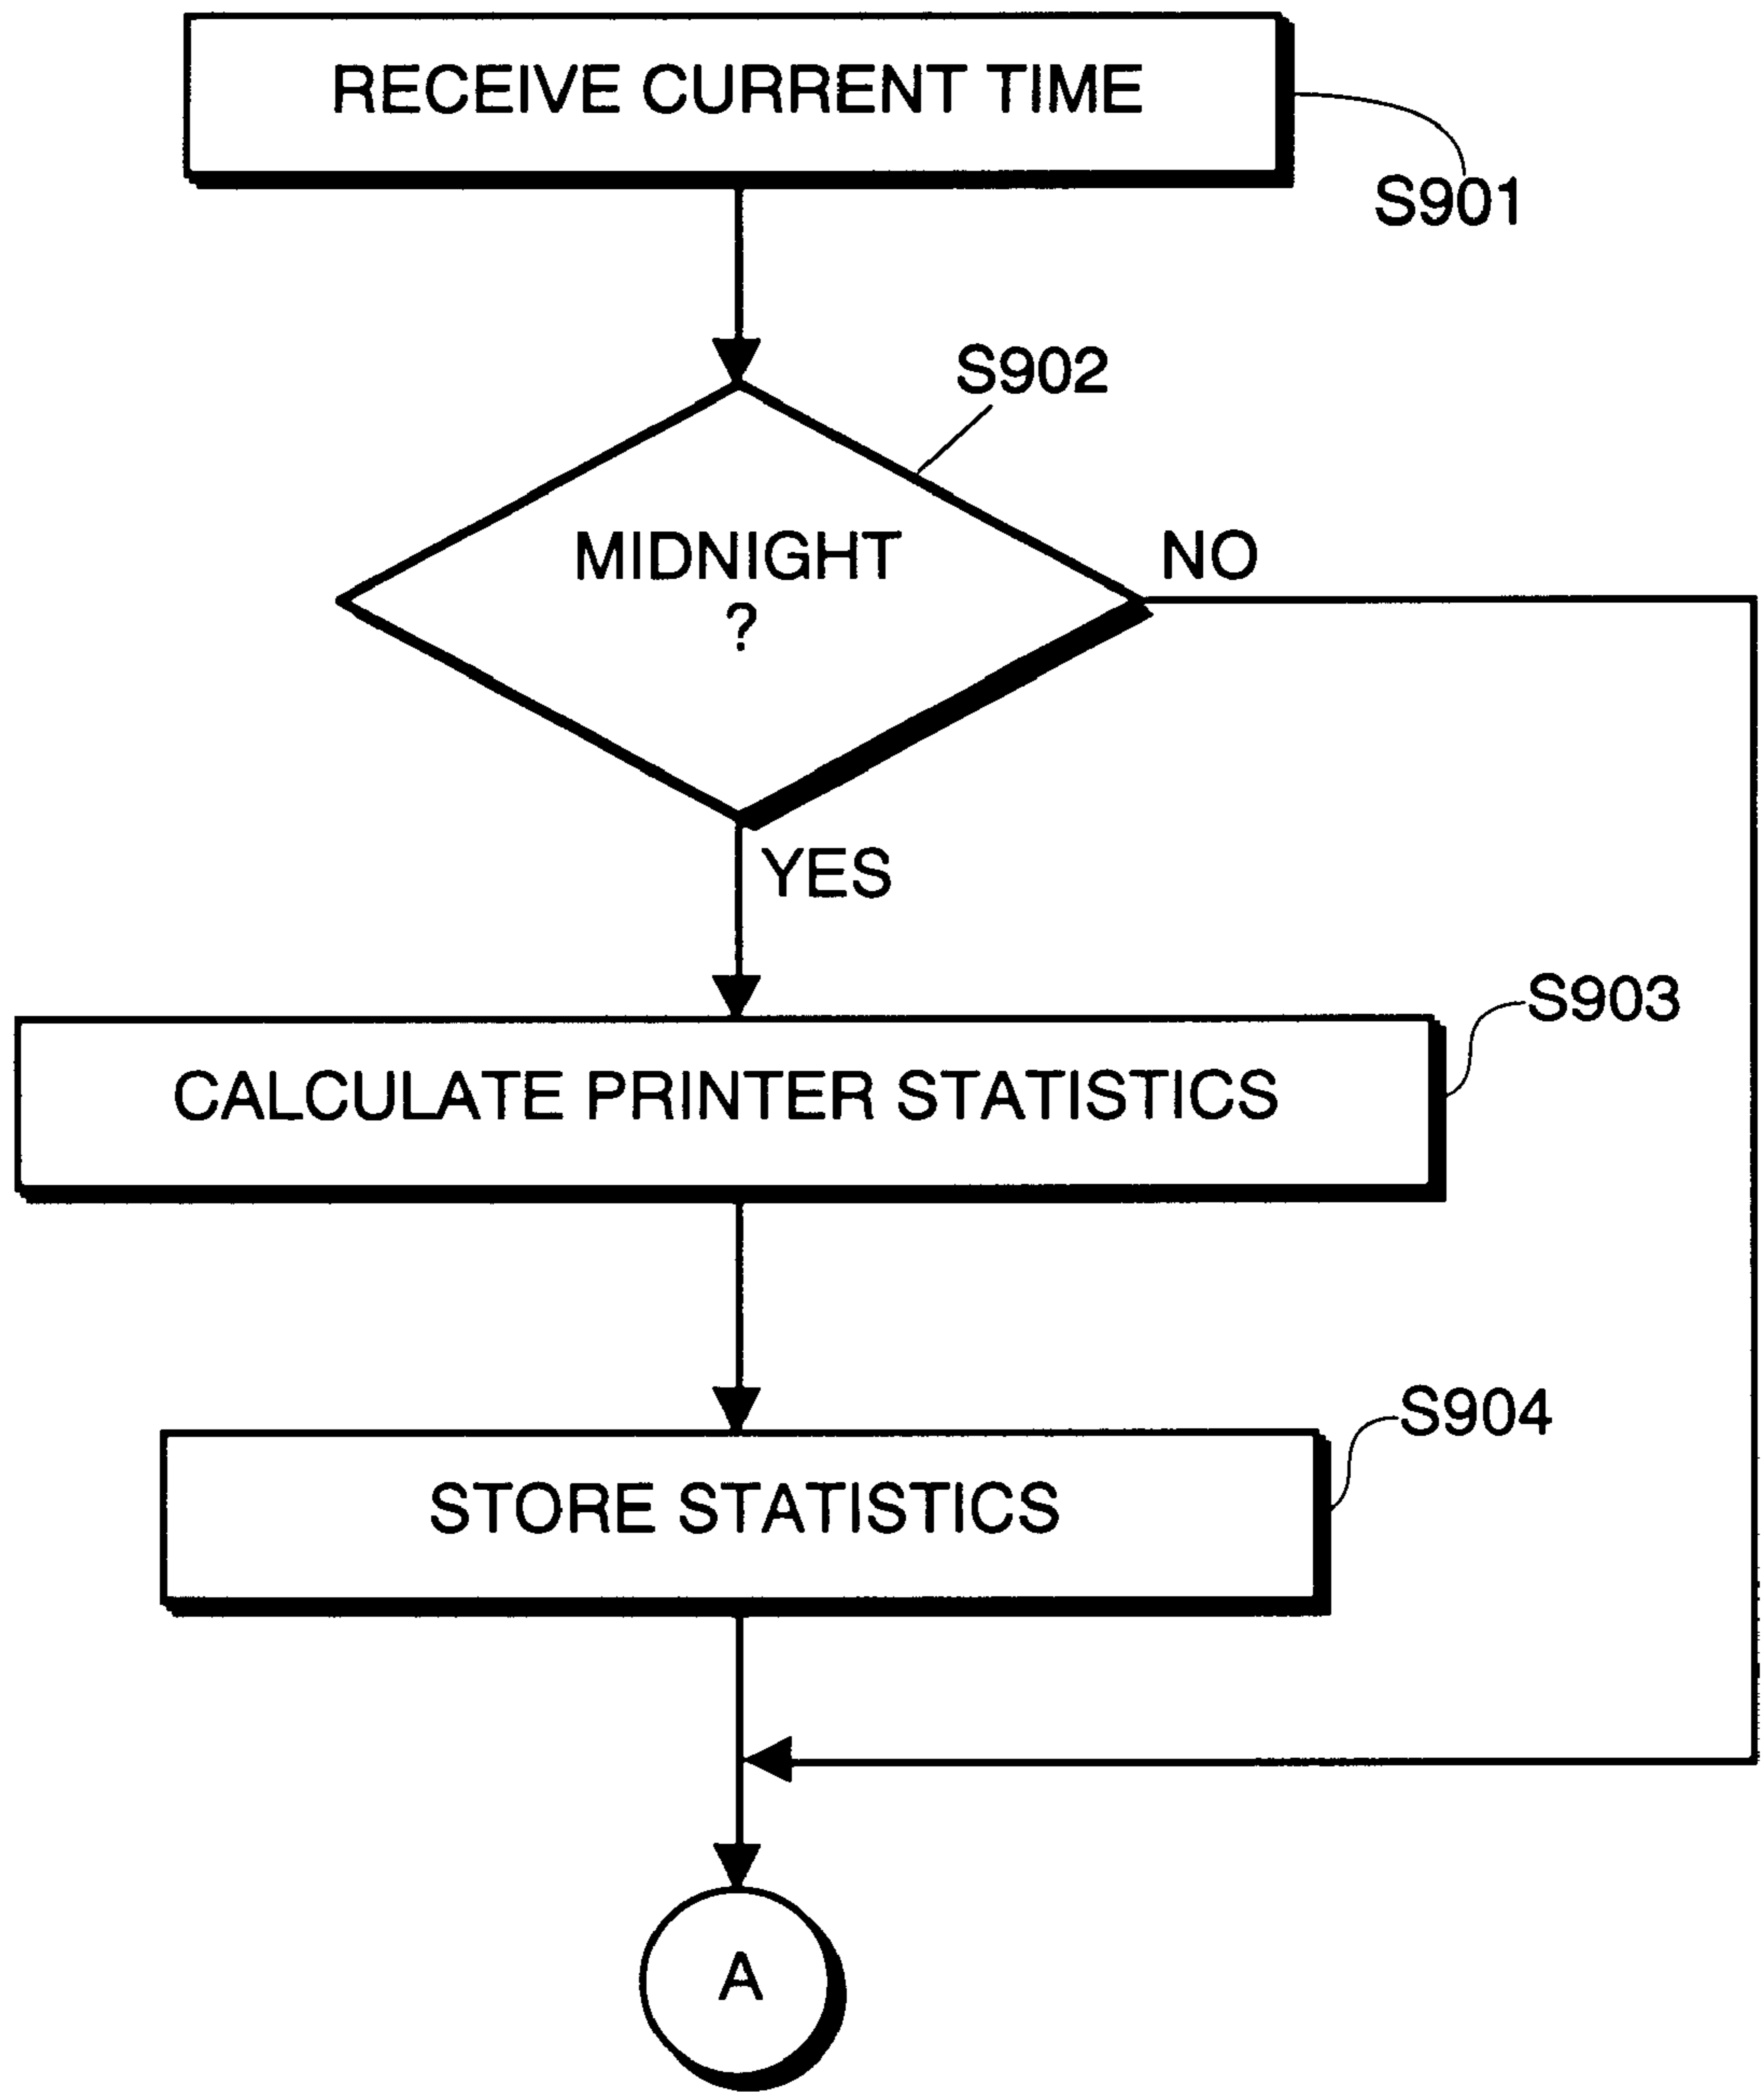 RECEIVE CURRENT TIME
S901
S902
MIDNIGHT
?
NO
YES
S903
CALCULATE PRINTER STATISTICS
S904
STORE STATISTICS
A